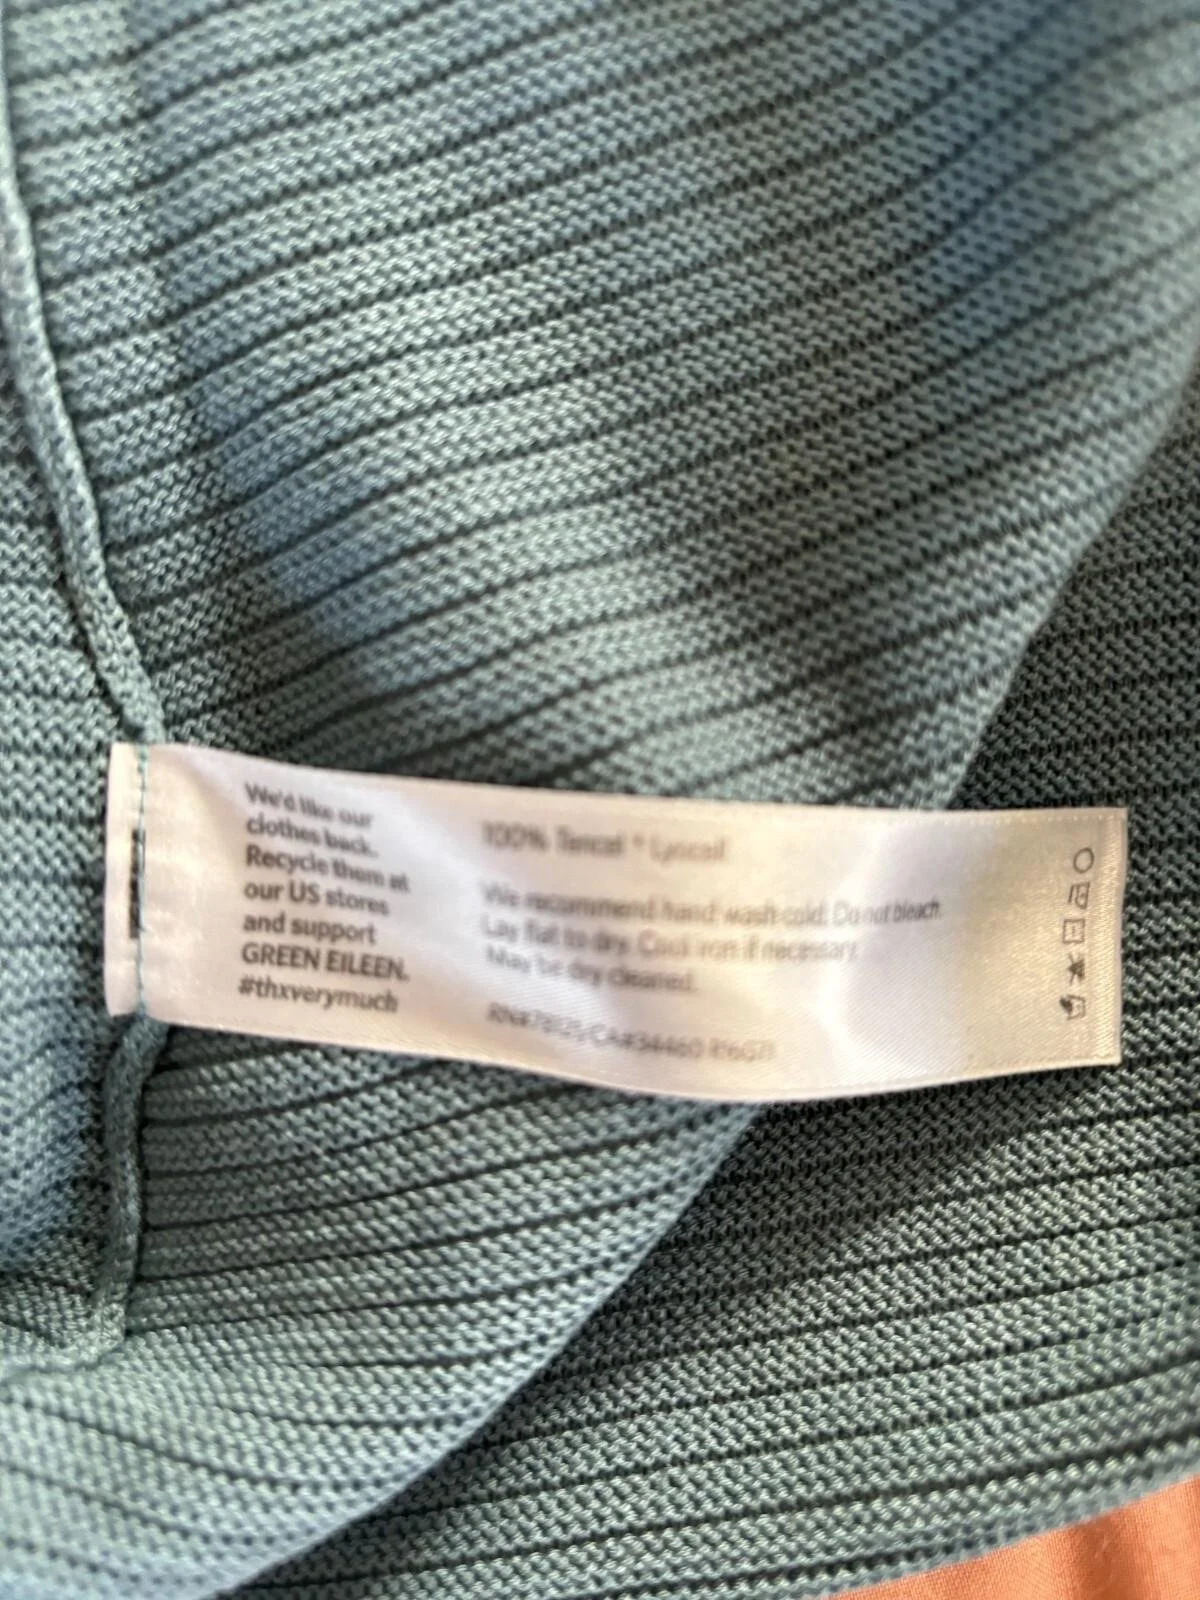 We'd like our
clothes back.
Recycle them at
our US stores
and support
GREEN EILEEN.
#thxverymuch
100% Tencel ® Lyocell
We recommend hand wash cold. Do not bleach.
Lay flat to dry. Cool iron if necessary.
May be dry cleaned.